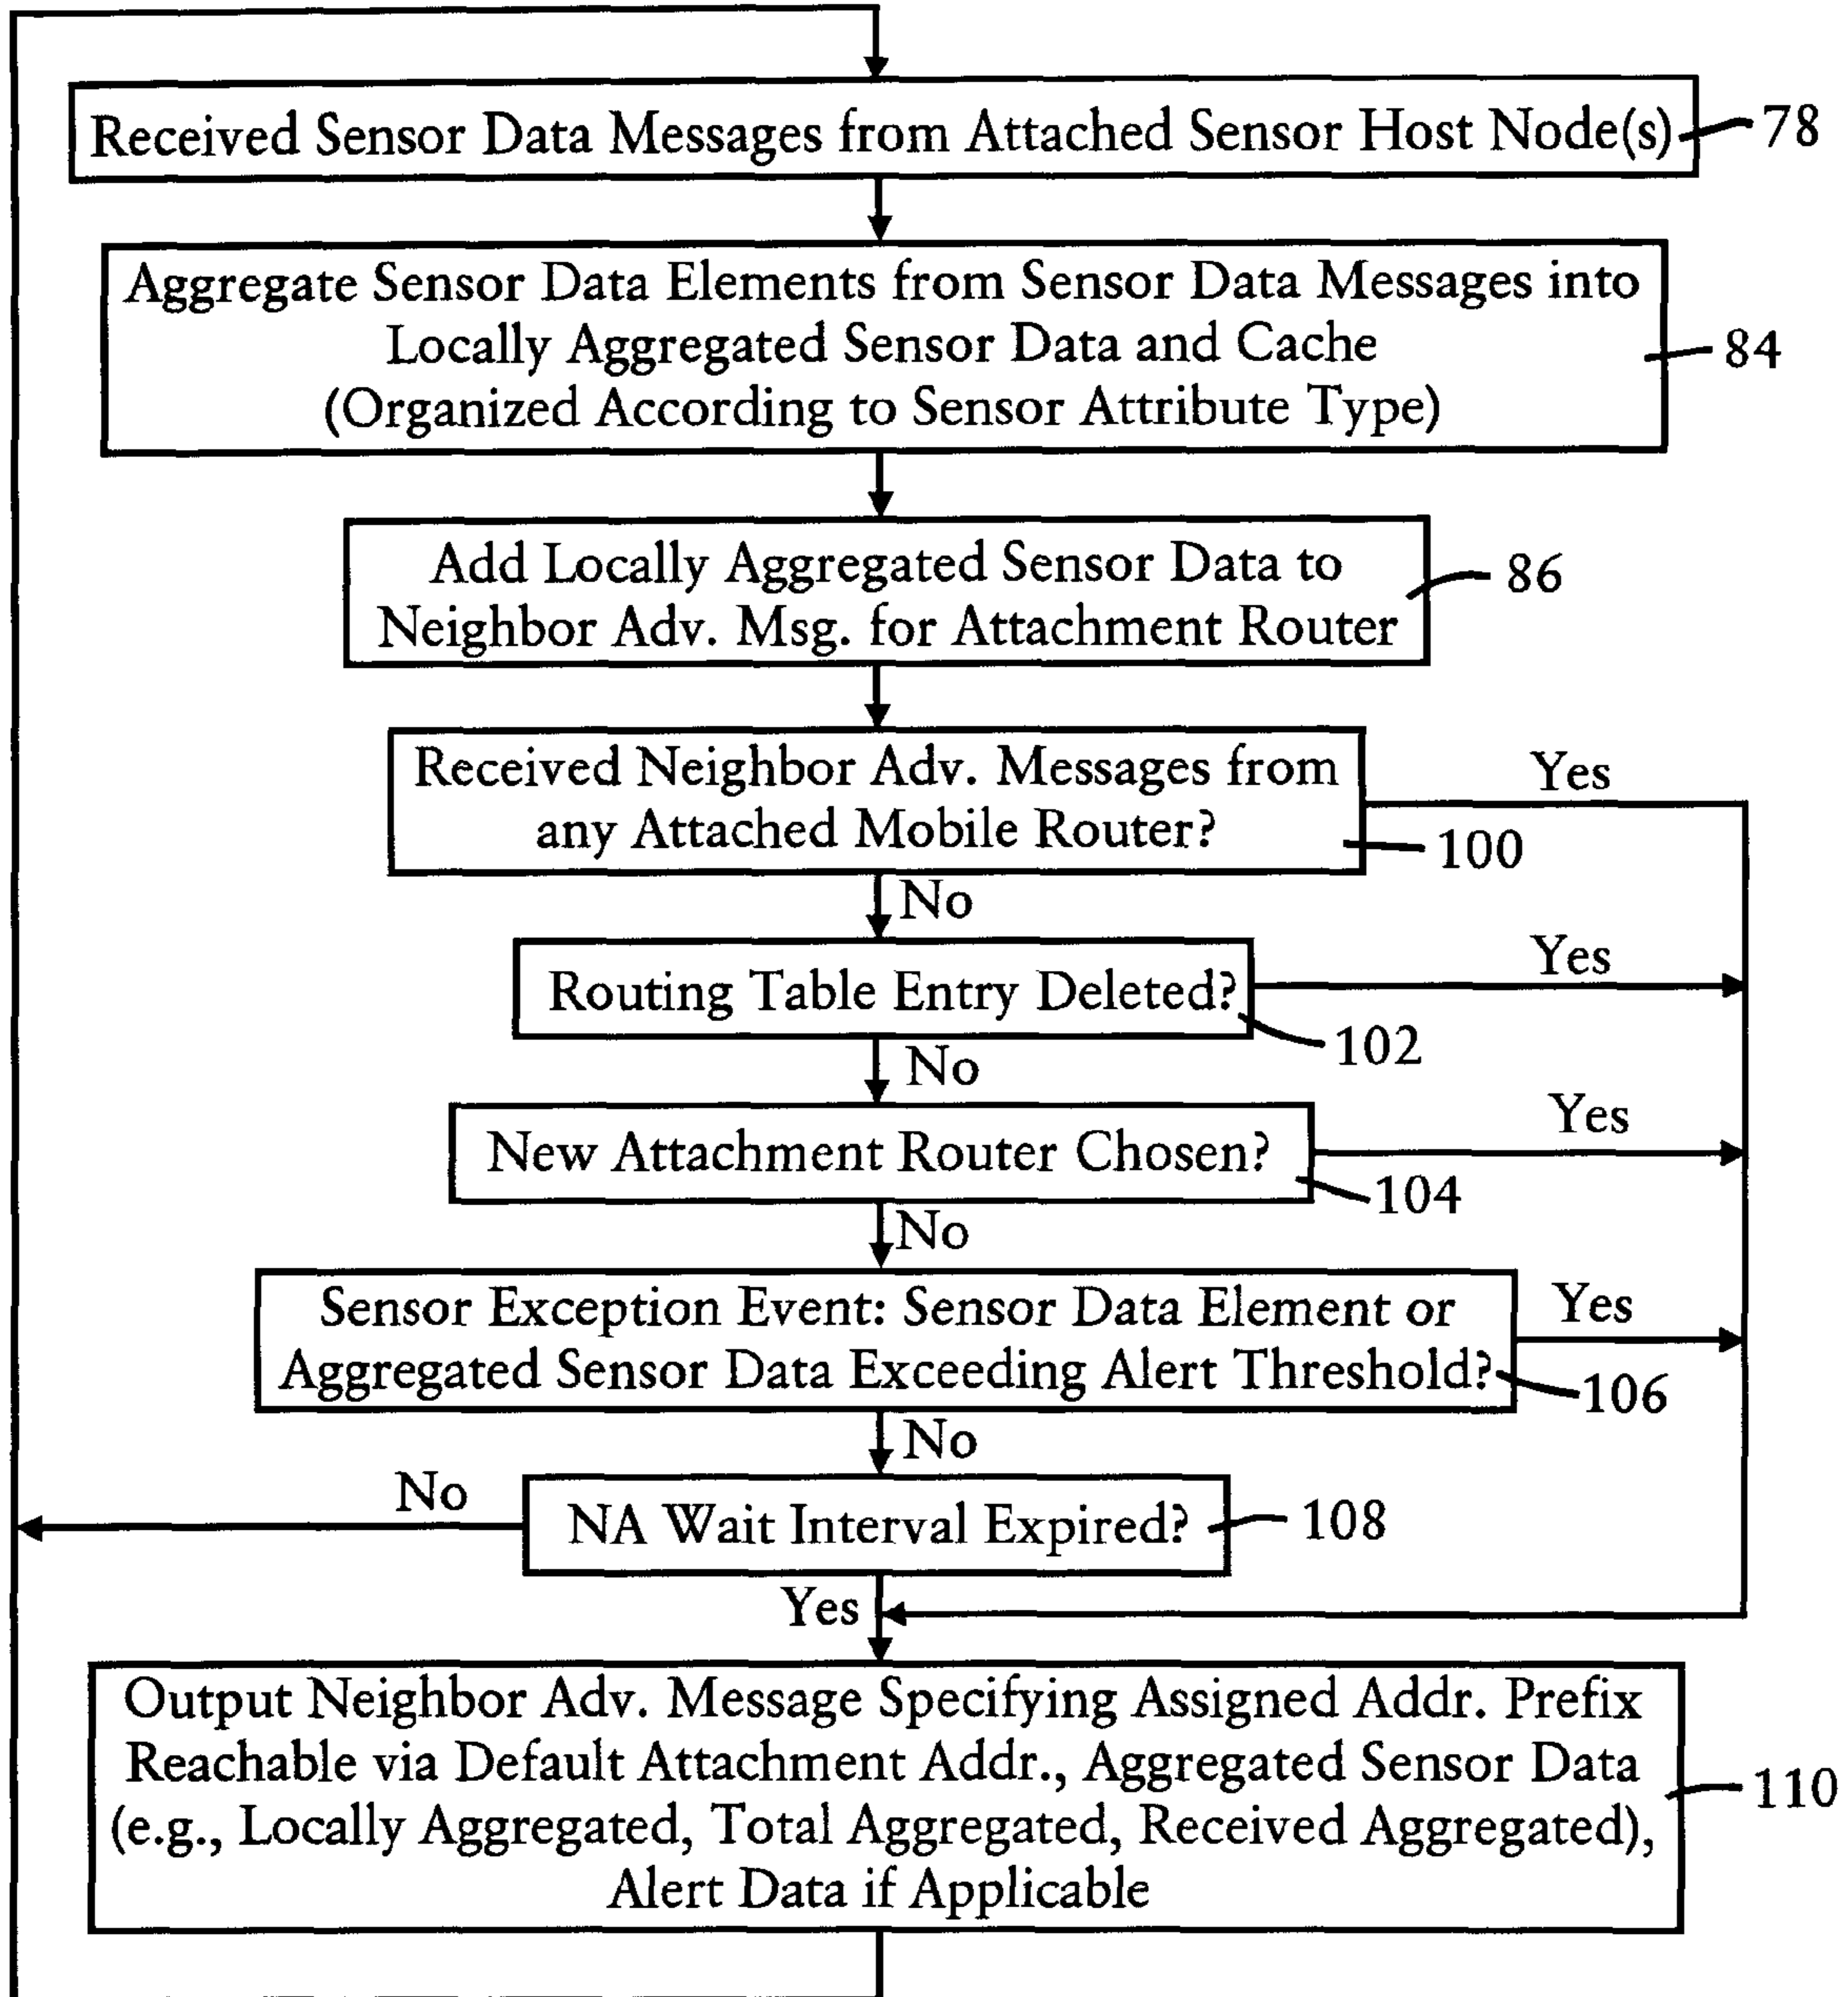 Received Sensor Data Messages from Attached Sensor Host Node(s)
78
Aggregate Sensor Data Elements from Sensor Data Messages into
Locally Aggregated Sensor Data and Cache
(Organized According to Sensor Attribute Type)
84
Add Locally Aggregated Sensor Data to
Neighbor Adv. Msg. for Attachment Router
86
Received Neighbor Adv. Messages from
any Attached Mobile Router?
Yes
100
No
Routing Table Entry Deleted?
Yes
102
No
New Attachment Router Chosen?
Yes
104
No
Sensor Exception Event: Sensor Data Element or
Aggregated Sensor Data Exceeding Alert Threshold?
Yes
106
No
No
NA Wait Interval Expired?
108
Yes
Output Neighbor Adv. Message Specifying Assigned Addr. Prefix
Reachable via Default Attachment Addr., Aggregated Sensor Data
(e.g., Locally Aggregated, Total Aggregated, Received Aggregated),
Alert Data if Applicable
110